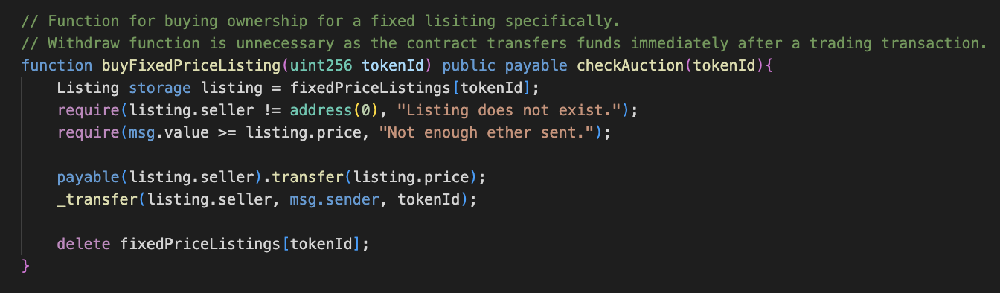 // Function for buying ownership for a fixed lisiting specifically.
// Withdraw function is unnecessary as the contract transfers funds immediately after a trading transaction.
function buyFixedPriceListing(uint256 tokenId) public payable checkAuction(tokenId){
    Listing storage listing = fixedPriceListings[tokenId];
    require(listing.seller != address(0), "Listing does not exist.");
    require(msg.value >= listing.price, "Not enough ether sent.");

    payable(listing.seller).transfer(listing.price);
    _transfer(listing.seller, msg.sender, tokenId);

    delete fixedPriceListings[tokenId];
}